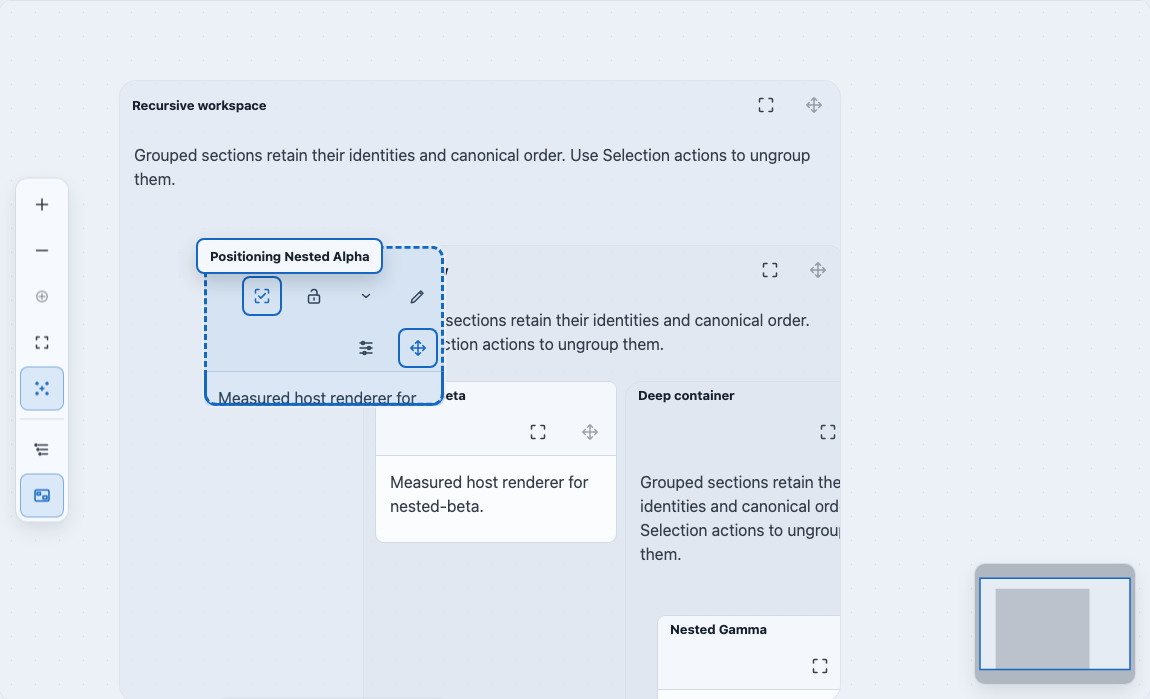 Recursive workspace
Grouped sections retain their identities and canonical order. Use Selection actions to ungroup
them.
Positioning Nested Alpha
sections retain their identities and canonical order.
ction actions to ungroup them.
Measured host renderer for
eta
Deep container
Measured host renderer for
nested-beta.
Grouped sections retain the
identities and canonical ord
Selection actions to ungroup
them.
Nested Gamma